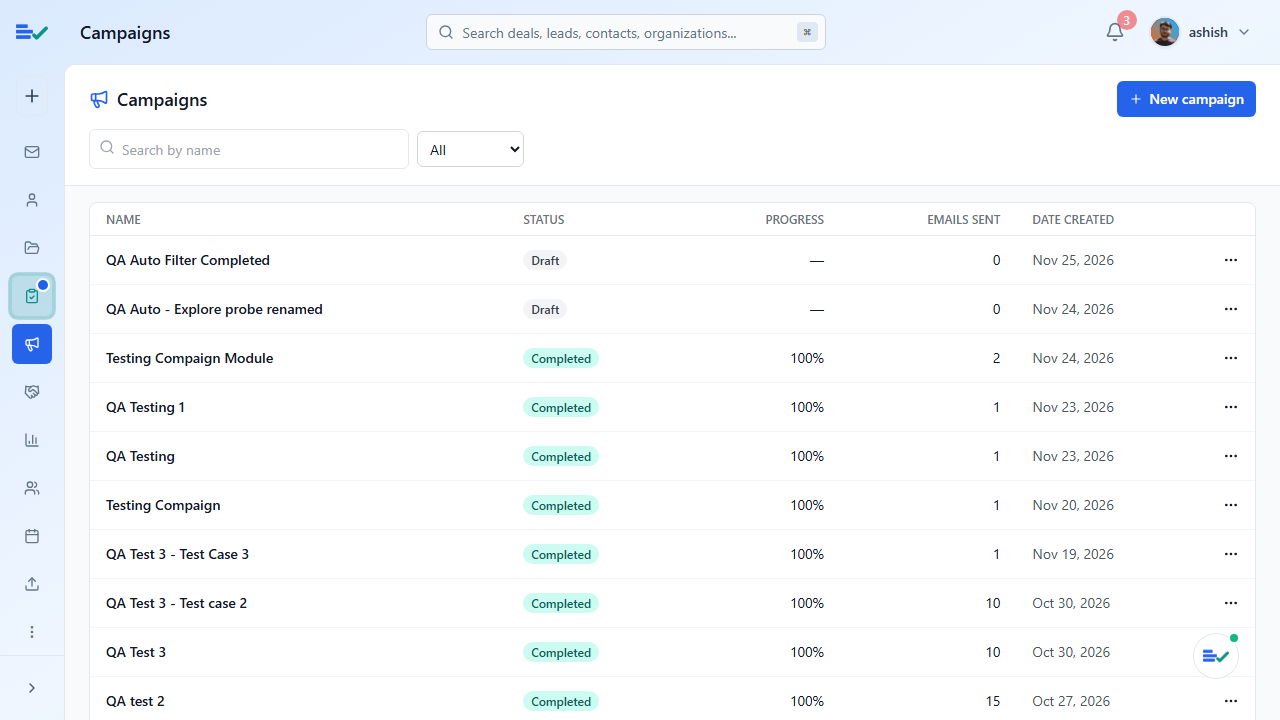 Campaigns
Search deals, leads, contacts, organizations... ⌘
3
ashish
Campaigns
New campaign
Search by name
All
NAME STATUS PROGRESS EMAILS SENT DATE CREATED
QA Auto Filter Completed Draft — 0 Nov 25, 2026
QA Auto - Explore probe renamed Draft — 0 Nov 24, 2026
Testing Compaign Module Completed 100% 2 Nov 24, 2026
QA Testing 1 Completed 100% 1 Nov 23, 2026
QA Testing Completed 100% 1 Nov 23, 2026
Testing Compaign Completed 100% 1 Nov 20, 2026
QA Test 3 - Test Case 3 Completed 100% 1 Nov 19, 2026
QA Test 3 - Test case 2 Completed 100% 10 Oct 30, 2026
QA Test 3 Completed 100% 10 Oct 30, 2026
QA test 2 Completed 100% 15 Oct 27, 2026